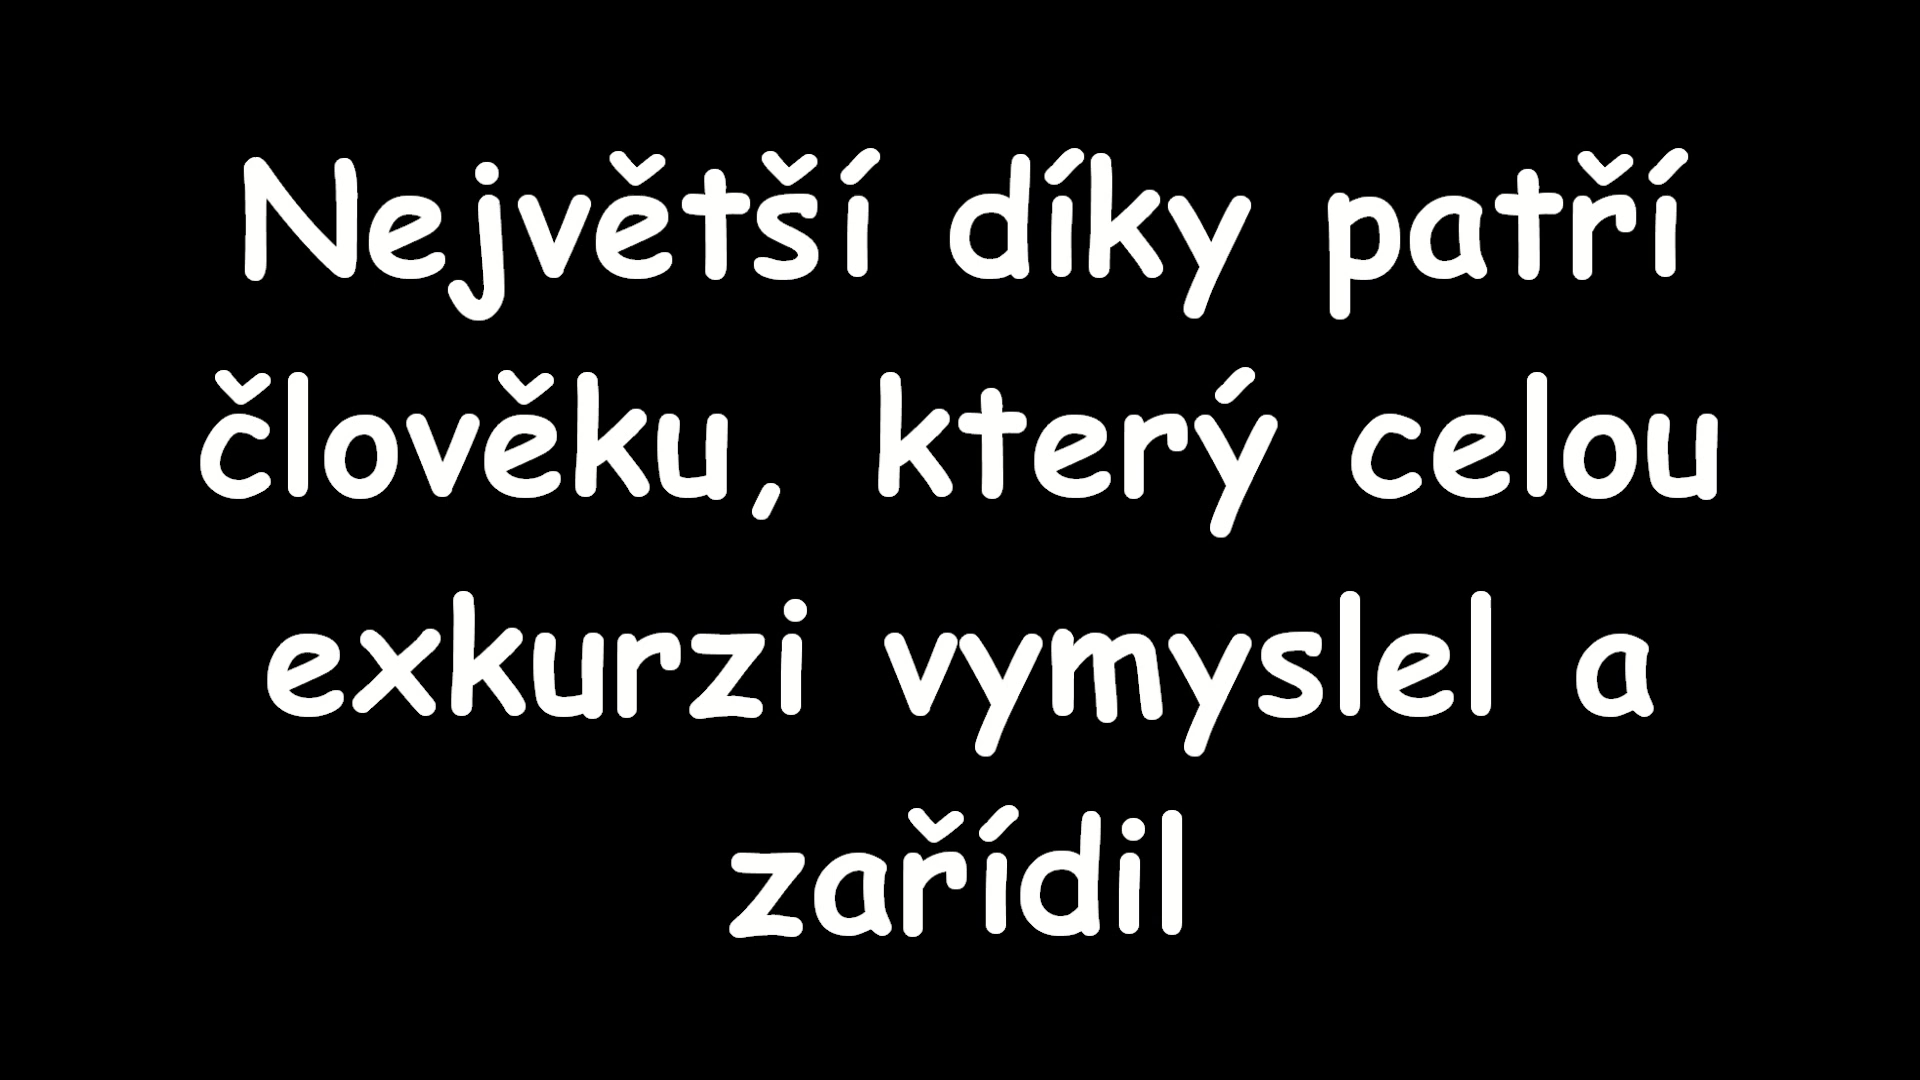 Největší díky patří
člověku, který celou
exkurzi vymyslel a
zařídil